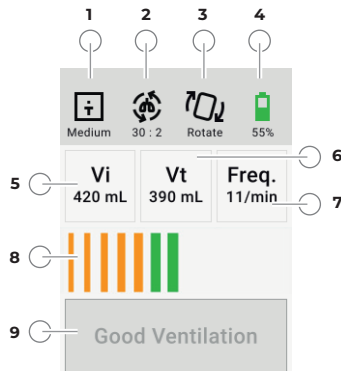 1 2 3 4
Medium 30 : 2 Rotate 55%
6
Vi Vt Freq.
5 420 mL 390 mL 11/min
7
8
9 Good Ventilation